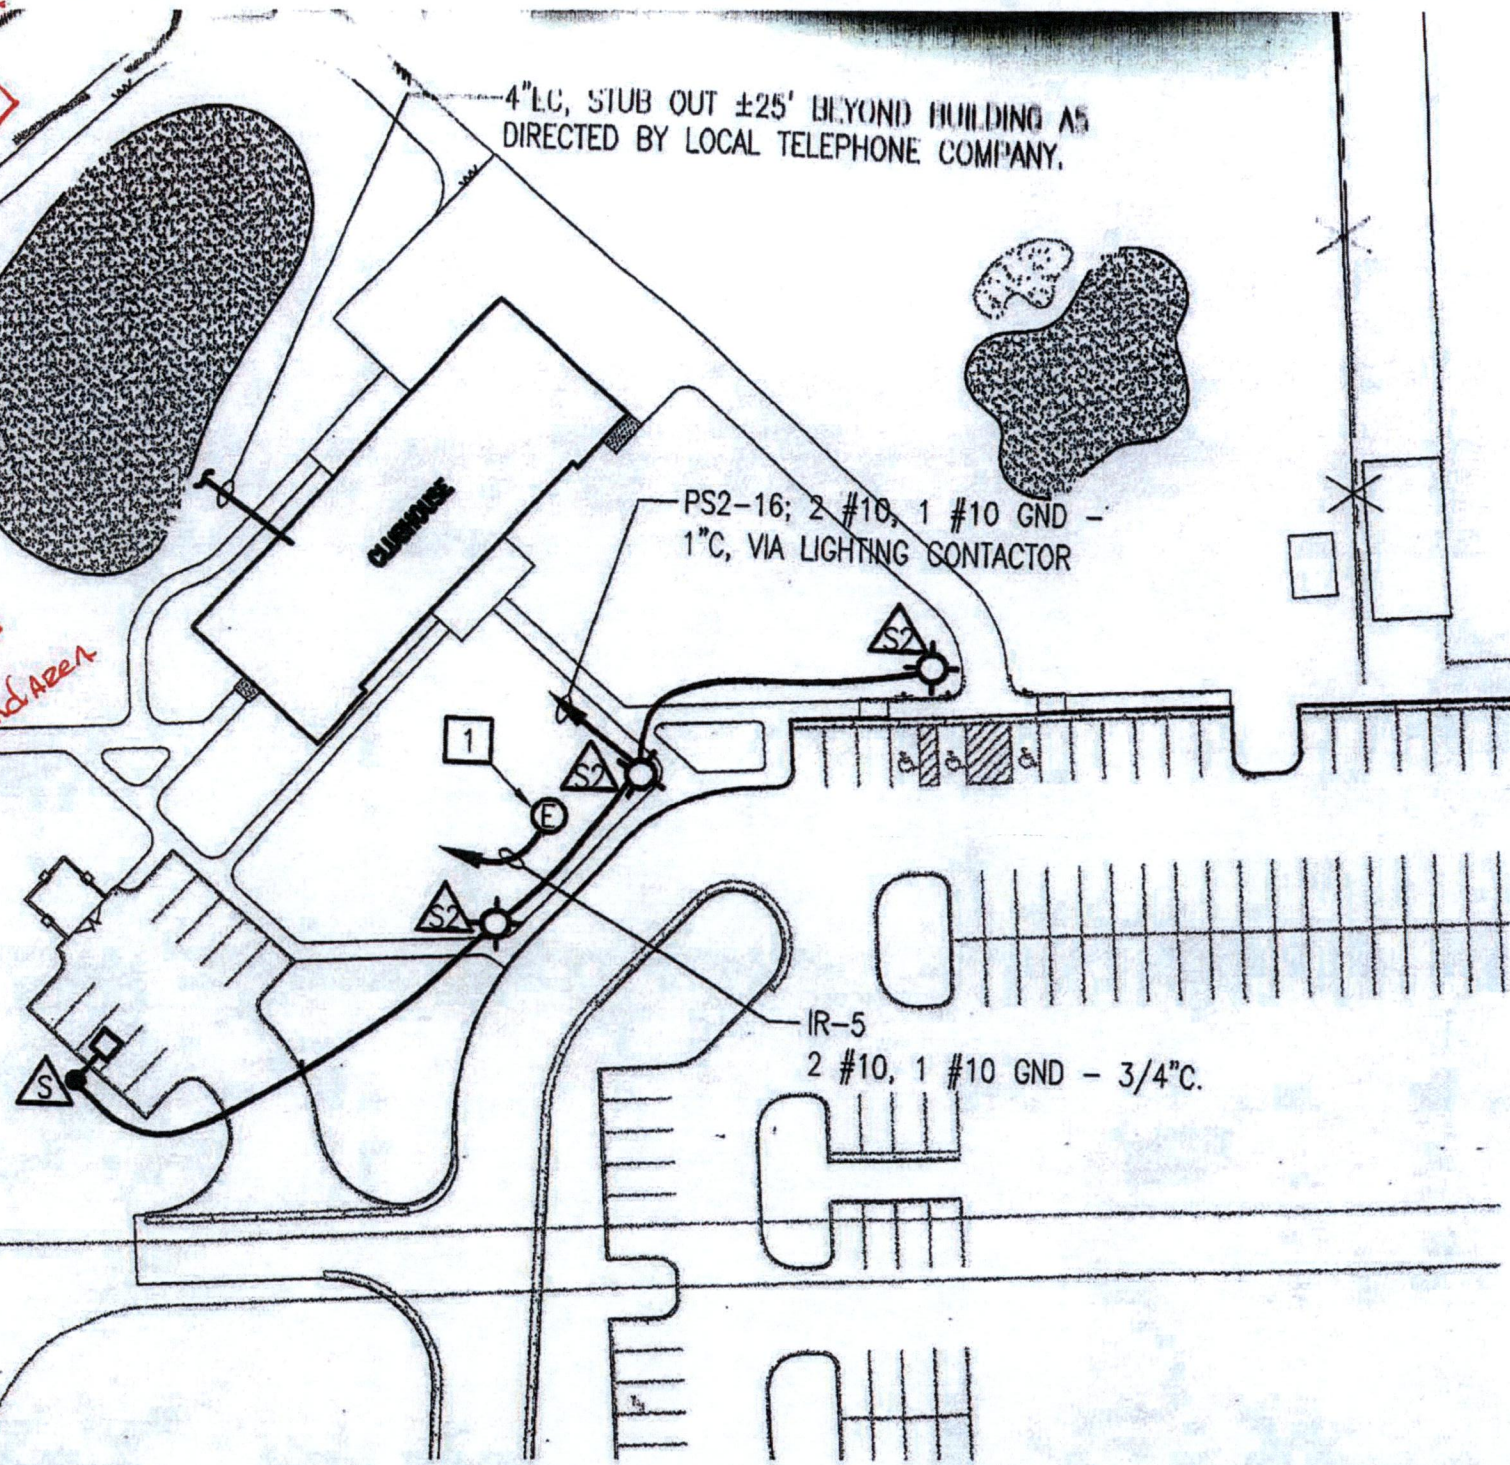 4"EC, STUB OUT ±25' BEYOND BUILDING AS
DIRECTED BY LOCAL TELEPHONE COMPANY.
CLUBHOUSE
PS2-16; 2 #10, 1 #10 GND -
1"C, VIA LIGHTING CONTACTOR
S2
1
S2
E
S2
IR-5
2 #10, 1 #10 GND - 3/4"C.
S